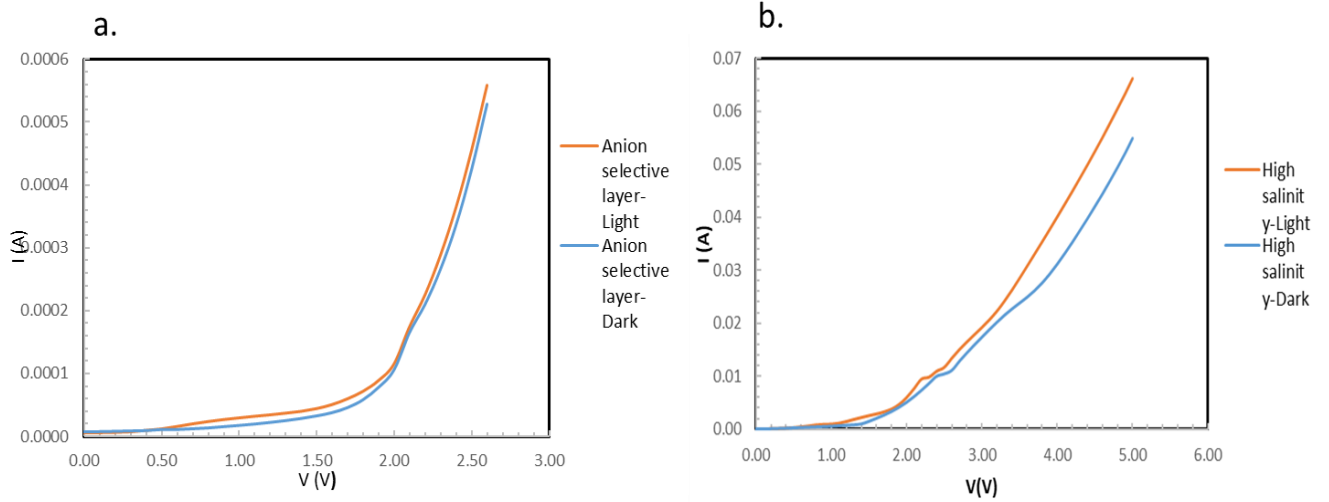 a.
0.0006
0.0005
0.0004
0.0003
0.0002
0.0001
0.0000
I (A)
0.00 0.50 1.00 1.50 2.00 2.50 3.00
V (V)
Anion
selective
layer-
Light
Anion
selective
layer-
Dark
b.
0.07
0.06
0.05
0.04
0.03
0.02
0.01
0.00
I (A)
0.00 1.00 2.00 3.00 4.00 5.00 6.00
V(V)
High
salinit
y-Light
High
salinit
y-Dark